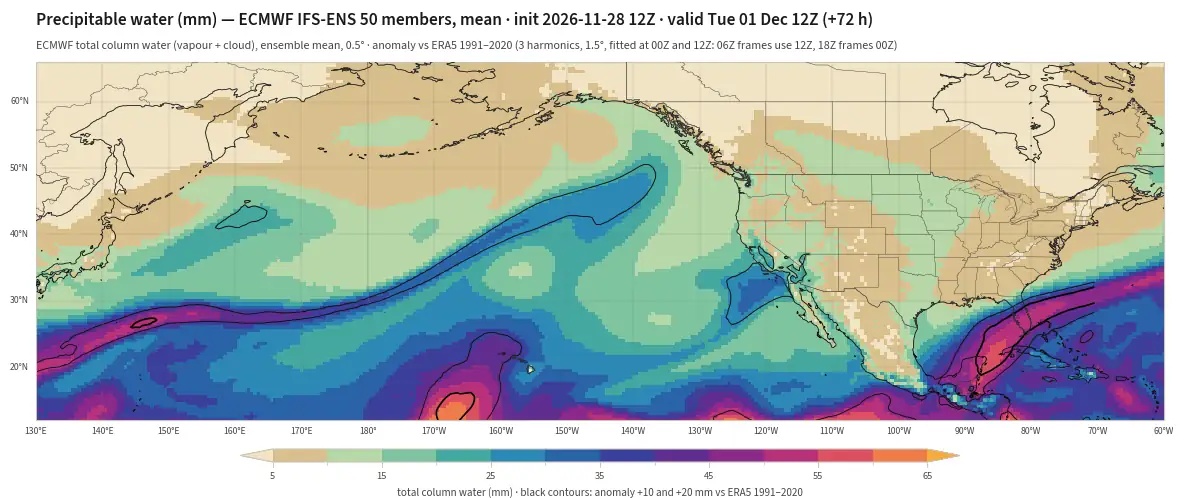 Precipitable water (mm) — ECMWF IFS-ENS 50 members, mean · init 2026-11-28 12Z · valid Tue 01 Dec 12Z (+72 h)
ECMWF total column water (vapour + cloud), ensemble mean, 0.5° · anomaly vs ERA5 1991–2020 (3 harmonics, 1.5°, fitted at 00Z and 12Z: 06Z frames use 12Z, 18Z frames 00Z)
60°N
50°N
40°N
30°N
20°N
130°E 140°E 150°E 160°E 170°E 180° 170°W 160°W 150°W 140°W 130°W 120°W 110°W 100°W 90°W 80°W 70°W 60°W
5 15 25 35 45 55 65
total column water (mm) · black contours: anomaly +10 and +20 mm vs ERA5 1991–2020